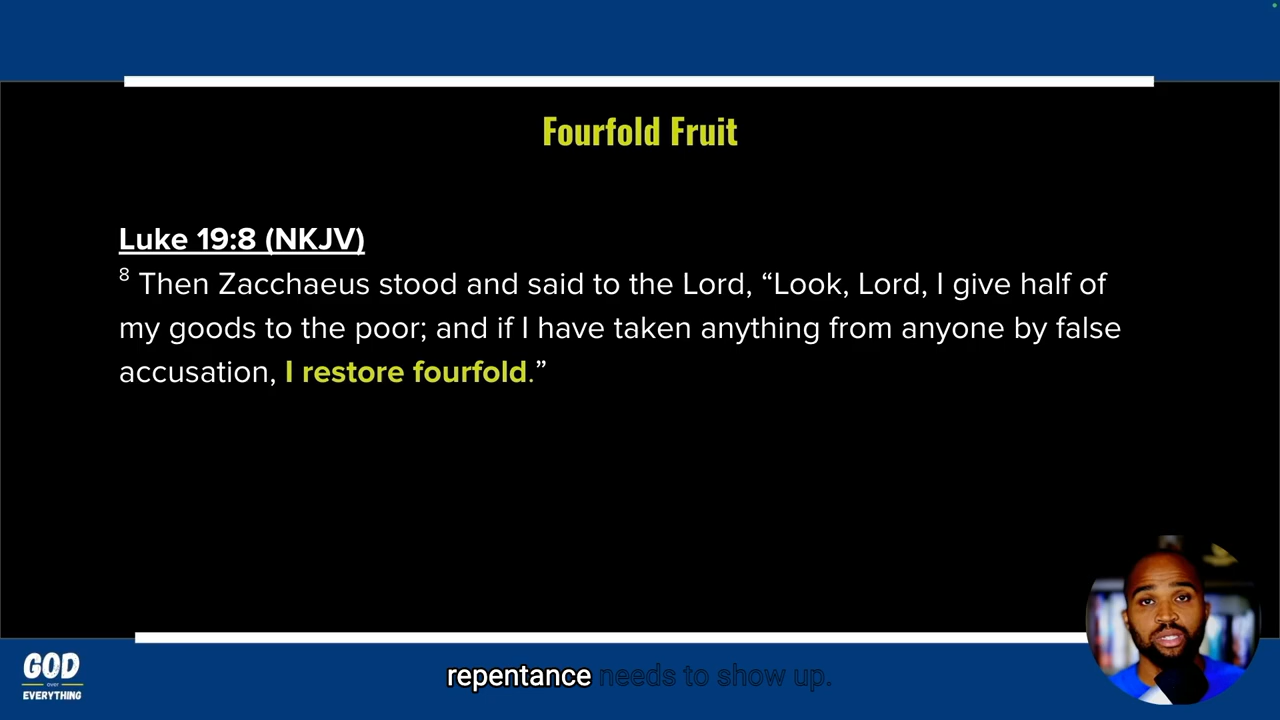 Fourfold Fruit
Luke 19:8 (NKJV)
8 Then Zacchaeus stood and said to the Lord, “Look, Lord, I give half of
my goods to the poor; and if I have taken anything from anyone by false
accusation, I restore fourfold.”
GOD
over
EVERYTHING
repentance needs to show up.